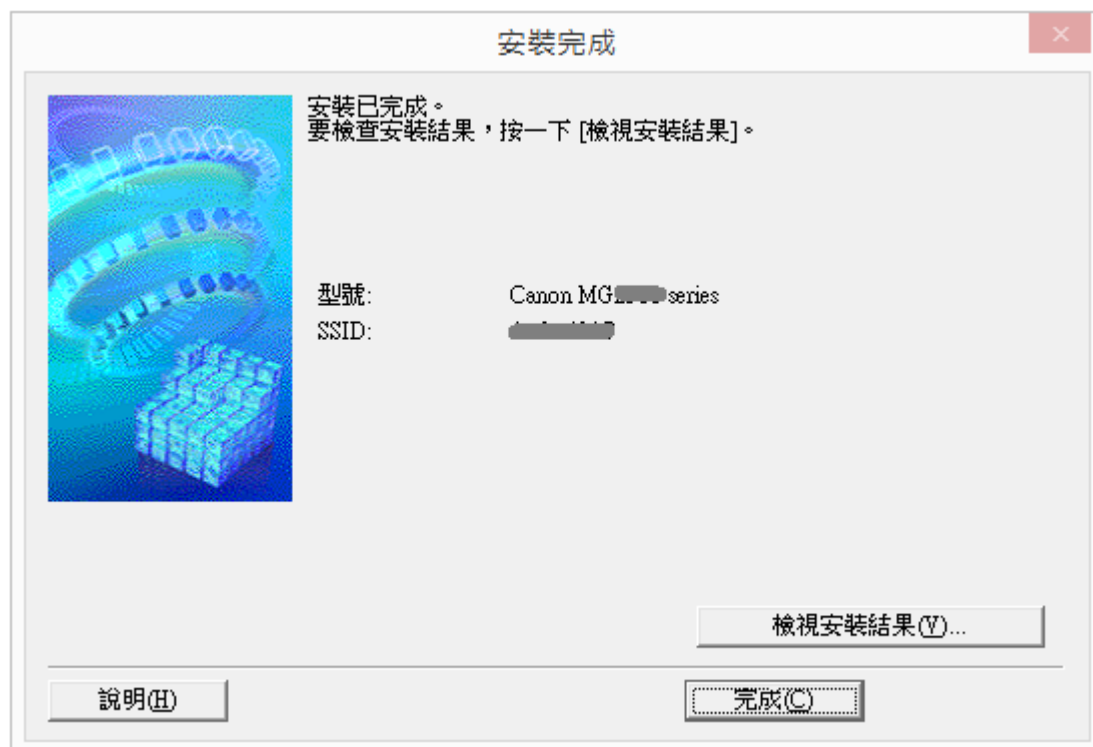 安裝完成
安裝已完成。
要檢查安裝結果，按一下 [檢視安裝結果]。
型號: Canon MG series
SSID:
檢視安裝結果(V)...
說明(H)
完成(C)